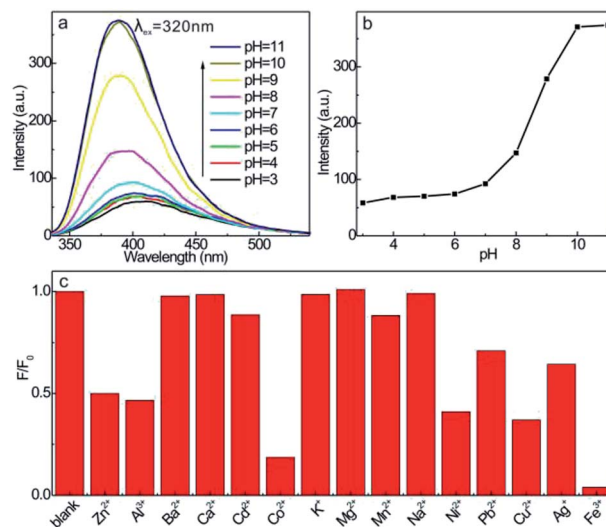 a
λex=320nm
pH=11
pH=10
pH=9
pH=8
pH=7
pH=6
pH=5
pH=4
pH=3
Intensity (a.u.)
300
200
100
0
350 400 450 500
Wavelength (nm)
b
Intensity (a.u.)
300
200
100
0
4 6 8 10
pH
c
F/F0
1.0
0.5
0.0
blank Zn2+ Al3+ Ba2+ Ca2+ Cd2+ Co2+ K+ Mg2+ Mn2+ Na+ Ni2+ Pb2+ Cu2+ Ag+ Fe3+